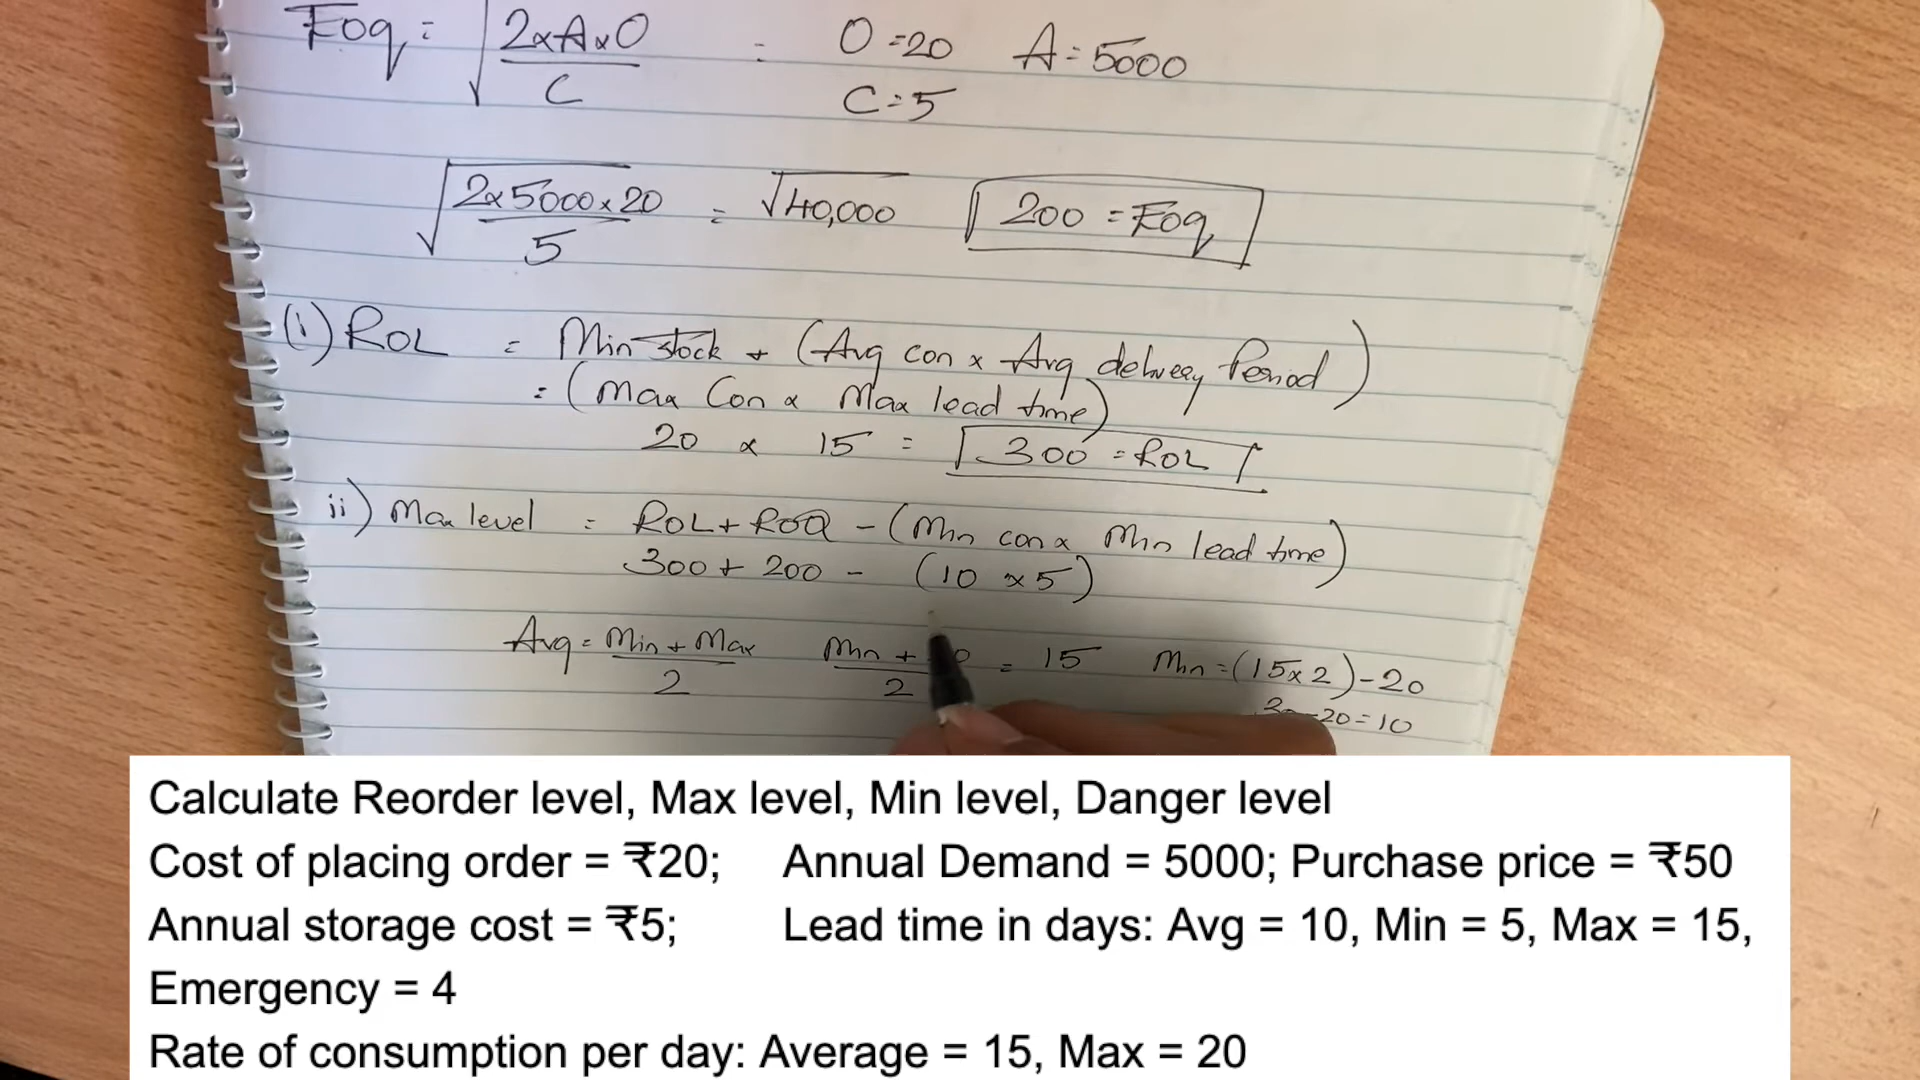 Eoq = √2×A×O/C = O=20 A=5000
C=5
√2×5000×20/5 = √40,000 200 = Eoq
(i) ROL = Min stock + (Avg con × Avg delivery Period)
= (Max Con × Max lead time)
20 × 15 = 300 = ROL
ii) Max level = ROL + ROQ - (Min con × Min lead time)
300 + 200 - (10 × 5)
Avg = Min + Max/2 Min + 0/2 = 15 Min = (15×2) - 20
-20 = 10
Calculate Reorder level, Max level, Min level, Danger level
Cost of placing order = ₹20; Annual Demand = 5000; Purchase price = ₹50
Annual storage cost = ₹5; Lead time in days: Avg = 10, Min = 5, Max = 15,
Emergency = 4
Rate of consumption per day: Average = 15, Max = 20